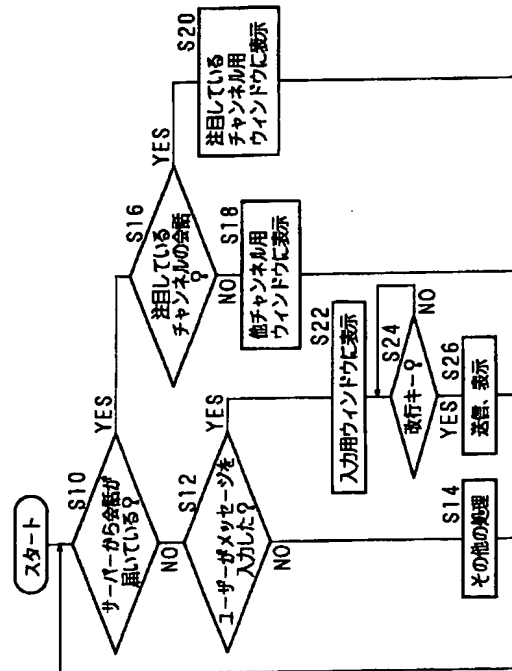 スタート
S10
サーバーから会話が
届いている?
YES
NO
S12
ユーザーがメッセージを
入力した?
YES
NO
S14
その他の処理
S16
注目している
チャンネルの会話
?
YES
NO
S18
他チャンネル用
ウィンドウに表示
S20
注目している
チャンネル用
ウィンドウに表示
S22
入力用ウィンドウに表示
S24
改行キー?
NO
YES
S26
送信、表示